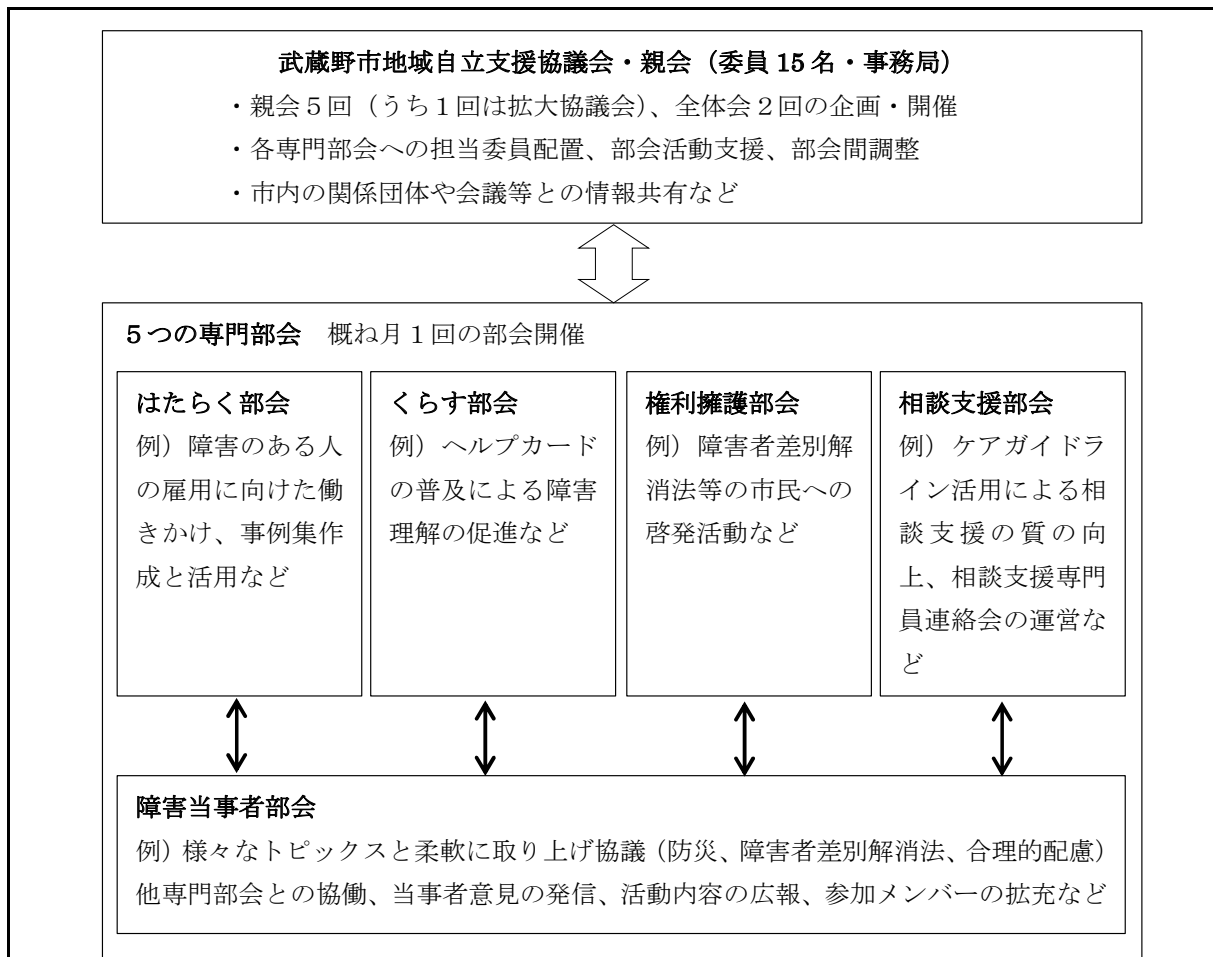 武蔵野市地域自立支援協議会・親会（委員 15 名・事務局）
・親会５回（うち１回は拡大協議会）、全体会２回の企画・開催
・各専門部会への担当委員配置、部会活動支援、部会間調整
・市内の関係団体や会議等との情報共有など
５つの専門部会　概ね月１回の部会開催
はたらく部会
例）障害のある人
の雇用に向けた働
きかけ、事例集作
成と活用など
くらす部会
例）ヘルプカード
の普及による障害
理解の促進など
権利擁護部会
例）障害者差別解
消法等の市民への
啓発活動など
相談支援部会
例）ケアガイドラ
イン活用による相
談支援の質の向
上、相談支援専門
員連絡会の運営な
ど
障害当事者部会
例）様々なトピックスと柔軟に取り上げ協議（防災、障害者差別解消法、合理的配慮）
他専門部会との協働、当事者意見の発信、活動内容の広報、参加メンバーの拡充など